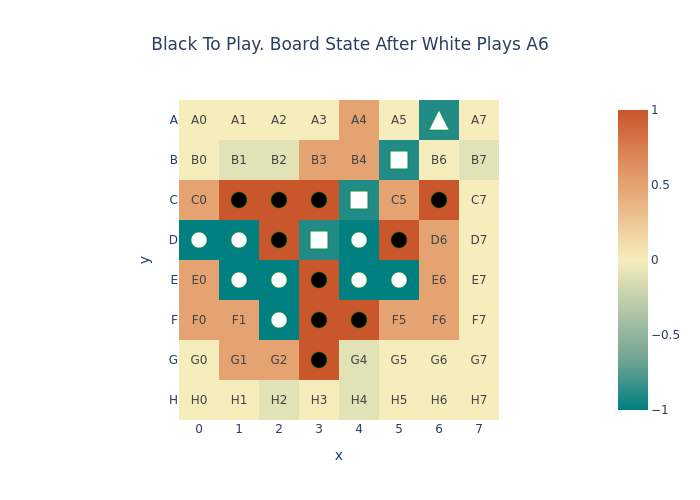 Black To Play. Board State After White Plays A6
A A0 A1 A2 A3 A4 A5 A7 1
B B0 B1 B2 B3 B4 B6 B7
C C0 C5 C7 0.5
D D6 D7
y E E0 E6 E7 0
F F0 F1 F5 F6 F7 −0.5
G G0 G1 G2 G4 G5 G6 G7
H H0 H1 H2 H3 H4 H5 H6 H7 −1
0 1 2 3 4 5 6 7
x